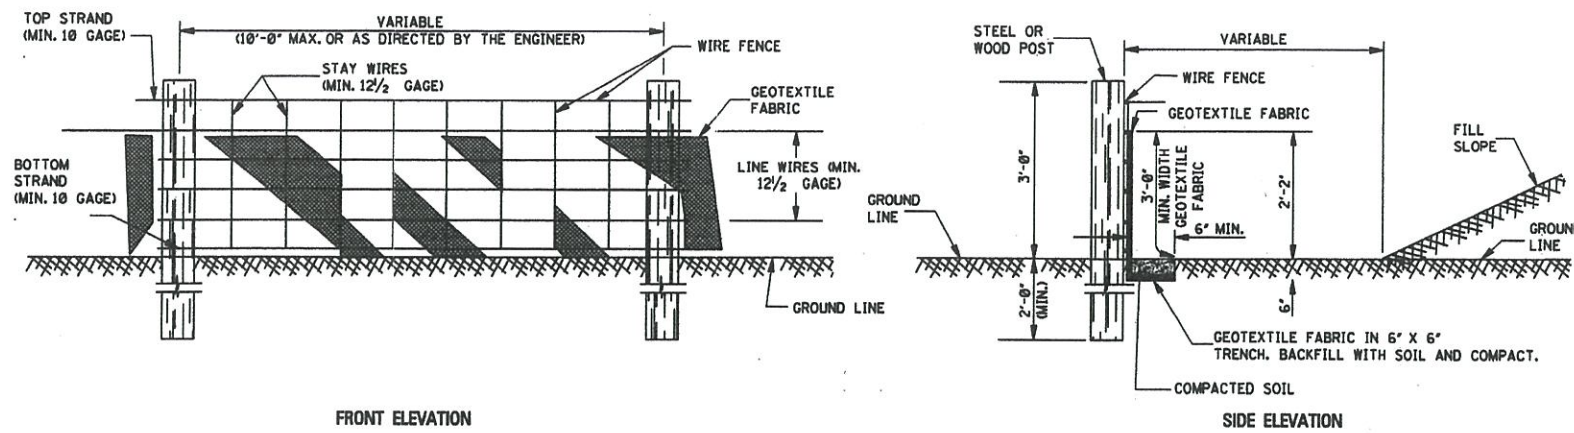 TOP STRAND
(MIN. 10 GAGE)
VARIABLE
(10'-0" MAX. OR AS DIRECTED BY THE ENGINEER)
WIRE FENCE
STAY WIRES
(MIN. 12½ GAGE)
GEOTEXTILE
FABRIC
BOTTOM
STRAND
(MIN. 10 GAGE)
LINE WIRES (MIN.
12½ GAGE)
GROUND LINE
FRONT ELEVATION
STEEL OR
WOOD POST
VARIABLE
WIRE FENCE
GEOTEXTILE FABRIC
FILL
SLOPE
3'-0"
3'-0"
MIN. WIDTH
GEOTEXTILE
FABRIC
2'-2"
GROUND
LINE
6" MIN.
GROUN
LINE
2'-0"
(MIN.)
6"
GEOTEXTILE FABRIC IN 6" X 6"
TRENCH. BACKFILL WITH SOIL AND COMPACT.
COMPACTED SOIL
SIDE ELEVATION